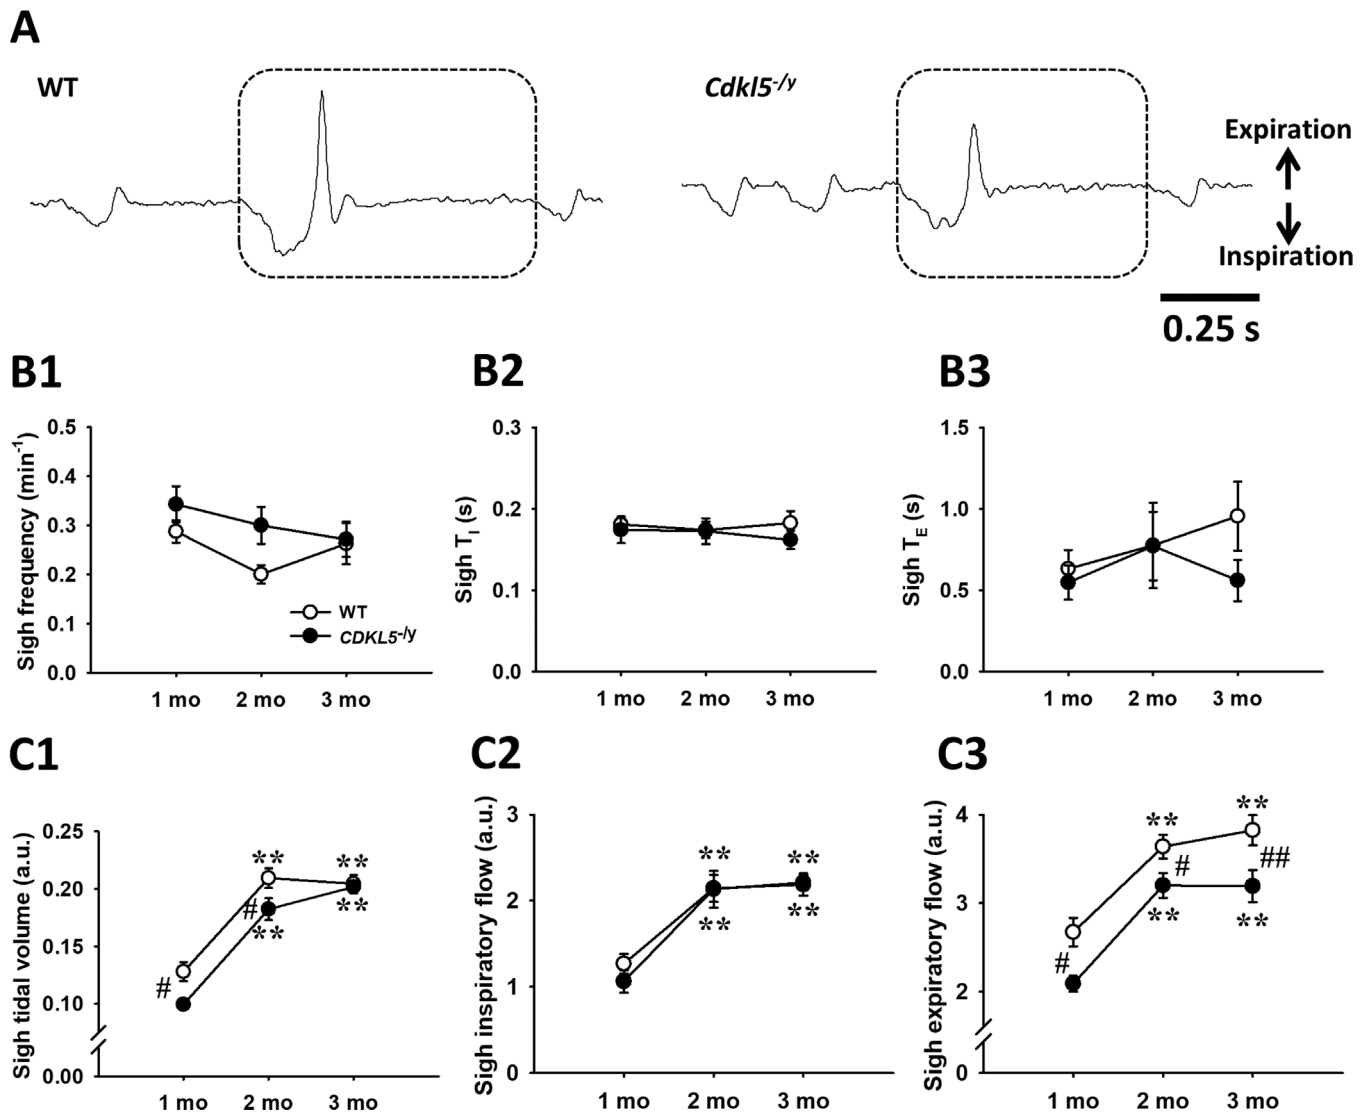 A
WT
Cdkl5-/y
Expiration
Inspiration
0.25 s
B1
B2
B3
Sigh frequency (min-1)
0.5
0.4
0.3
0.2
0.1
0.0
WT
CDKL5-/y
1 mo 2 mo 3 mo
Sigh TI (s)
0.3
0.2
0.1
0.0
1 mo 2 mo 3 mo
Sigh TE (s)
1.5
1.0
0.5
0.0
1 mo 2 mo 3 mo
C1
C2
C3
Sigh tidal volume (a.u.)
0.25
0.20
0.15
0.10
0.00
** **
#
** **
#
1 mo 2 mo 3 mo
Sigh inspiratory flow (a.u.)
3
2
1
0
** **
** **
1 mo 2 mo 3 mo
Sigh expiratory flow (a.u.)
4
3
2
0
** **
# ##
** **
#
1 mo 2 mo 3 mo